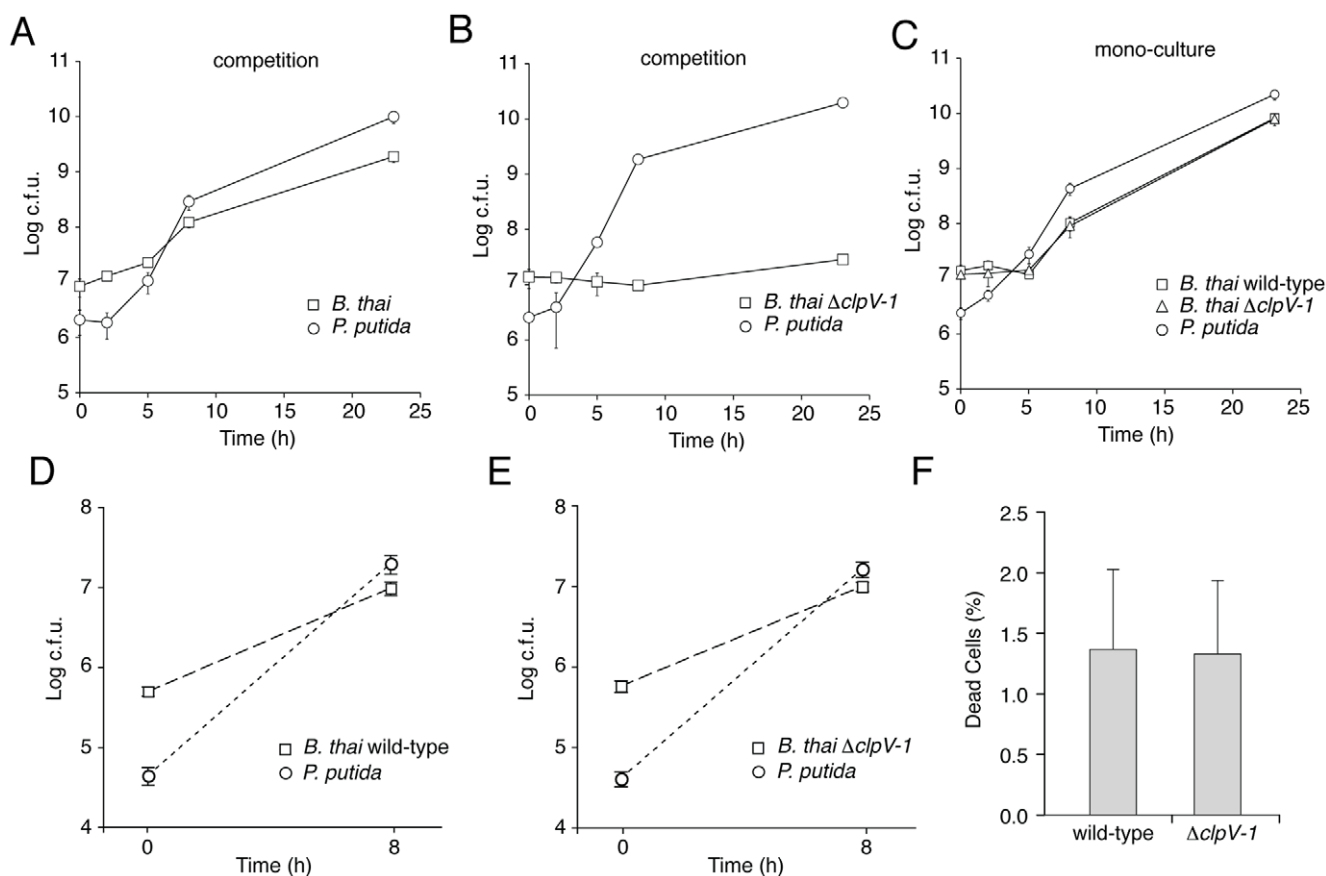 A
competition
Log c.f.u.
11
10
9
8
7
6
5
B. thai
P. putida
0 5 10 15 20 25
Time (h)
B
competition
Log c.f.u.
11
10
9
8
7
6
5
B. thai ΔclpV-1
P. putida
0 5 10 15 20 25
Time (h)
C
mono-culture
Log c.f.u.
11
10
9
8
7
6
5
B. thai wild-type
B. thai ΔclpV-1
P. putida
0 5 10 15 20 25
Time (h)
D
Log c.f.u.
8
7
6
5
4
B. thai wild-type
P. putida
0 8
Time (h)
E
Log c.f.u.
8
7
6
5
4
B. thai ΔclpV-1
P. putida
0 8
Time (h)
F
Dead Cells (%)
2.5
2.0
1.5
1.0
0.5
0.0
wild-type ΔclpV-1